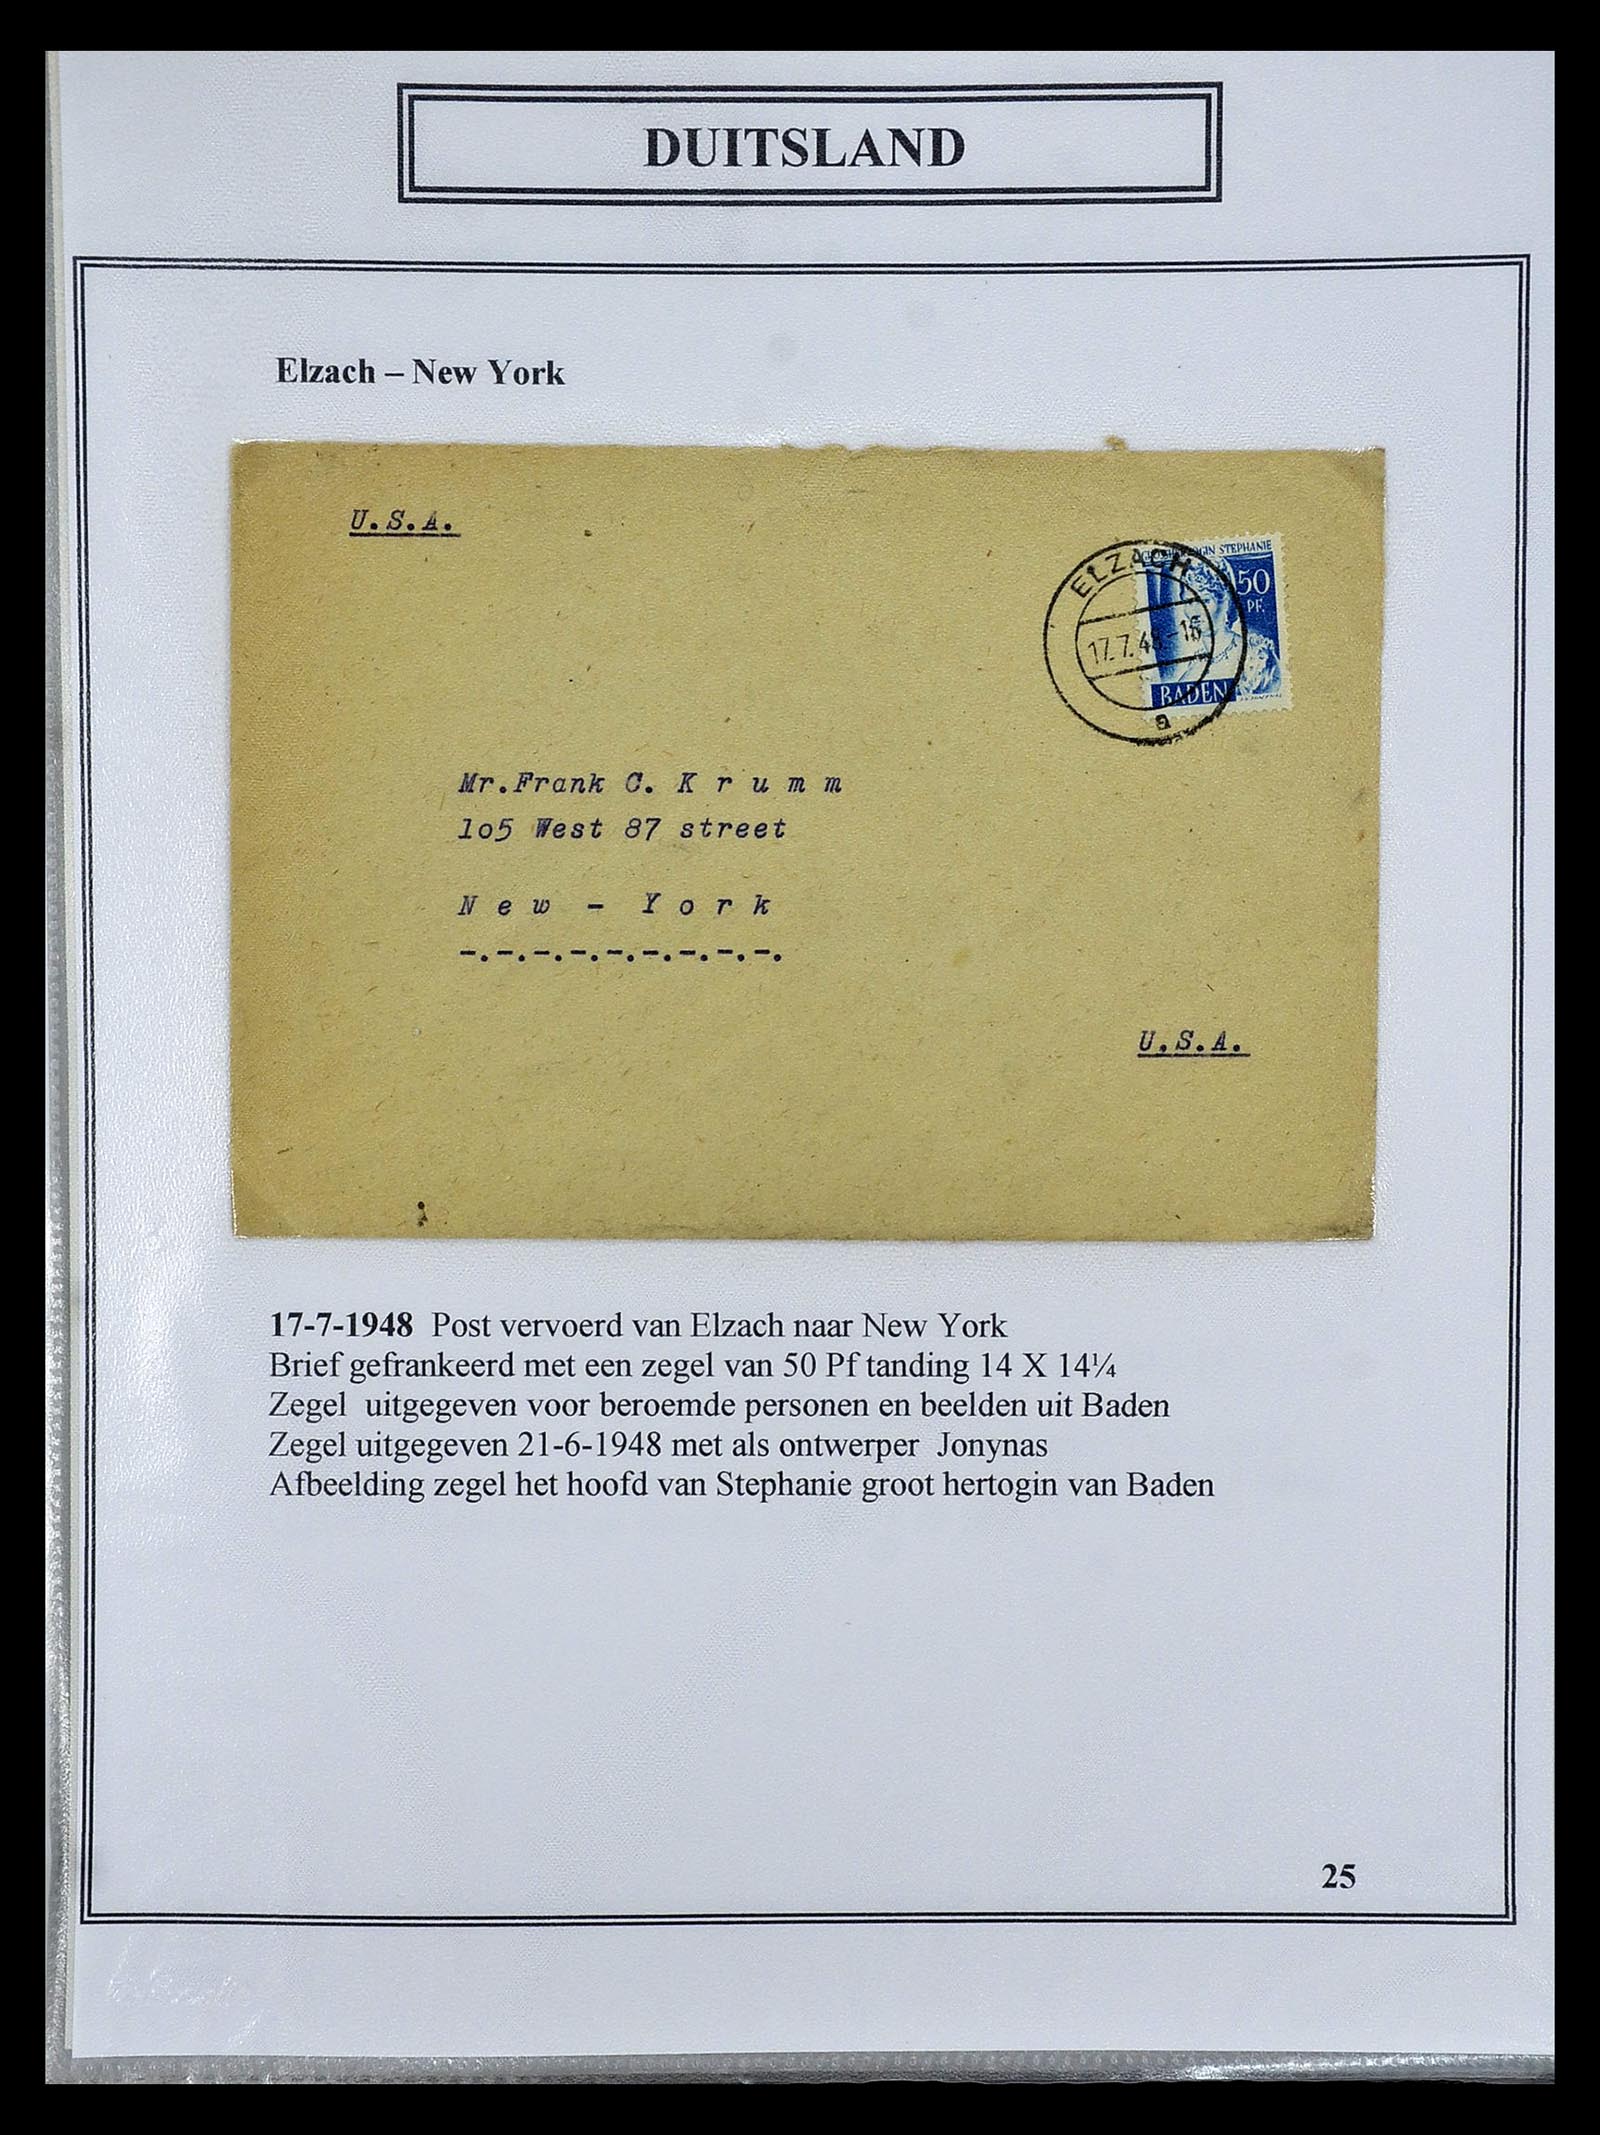 DUITSLAND
Elzach – New York
U.S.A.
STEPHANIE
50
PF.
BADEN
ELZACH
17.7.48-16
a
Mr.Frank C. K r u m m
lo5 West 87 street
N e w - Y o r k
-.-.-.-.-.-.-.-.-.
U.S.A.
17-7-1948 Post vervoerd van Elzach naar New York
Brief gefrankeerd met een zegel van 50 Pf tanding 14 X 14¼
Zegel uitgegeven voor beroemde personen en beelden uit Baden
Zegel uitgegeven 21-6-1948 met als ontwerper Jonynas
Afbeelding zegel het hoofd van Stephanie groot hertogin van Baden
25